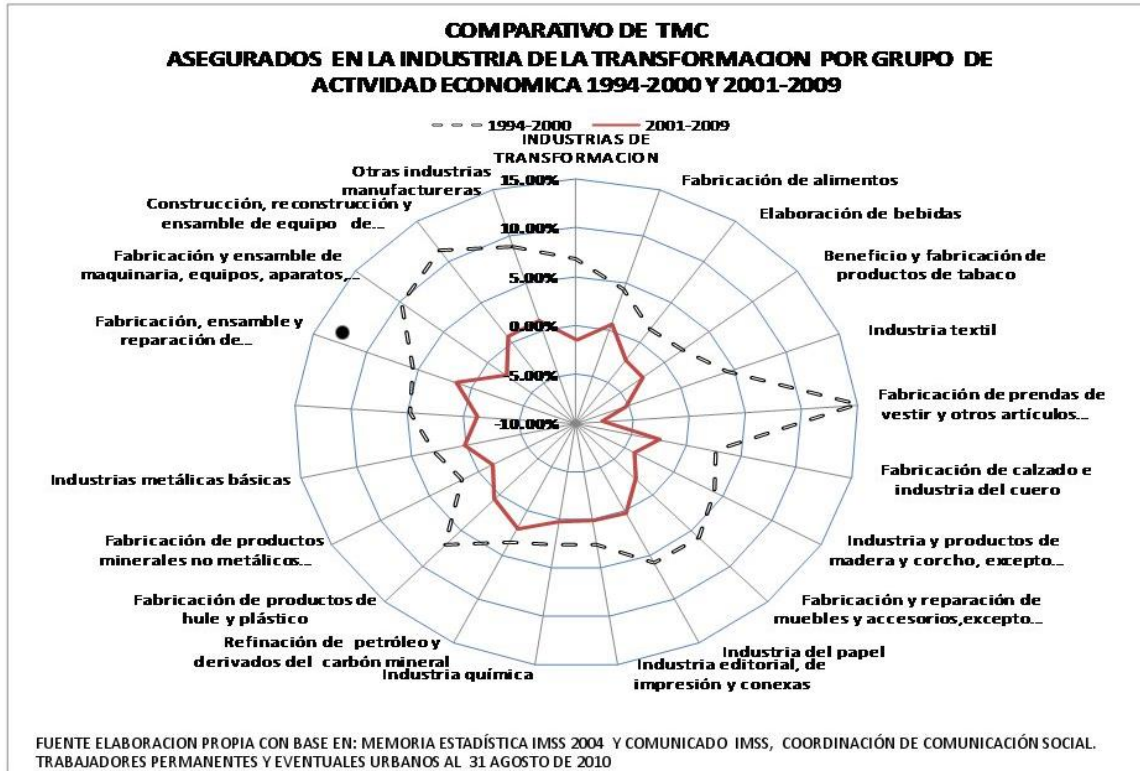 COMPARATIVO DE TMC
ASEGURADOS EN LA INDUSTRIA DE LA TRANSFORMACION POR GRUPO DE
ACTIVIDAD ECONOMICA 1994-2000 Y 2001-2009
1994-2000
2001-2009
INDUSTRIAS DE
TRANSFORMACION
15.00%
10.00%
5.00%
0.00%
-5.00%
-10.00%
Fabricación de alimentos
Elaboración de bebidas
Beneficio y fabricación de
productos de tabaco
Industria textil
Fabricación de prendas de
vestir y otros artículos...
Fabricación de calzado e
industria del cuero
Industria y productos de
madera y corcho, excepto...
Fabricación y reparación de
muebles y accesorios,excepto...
Industria del papel
Industria editorial, de
impresión y conexas
Industria química
Refinación de petróleo y
derivados del carbón mineral
Fabricación de productos de
hule y plástico
Fabricación de productos
minerales no metálicos...
Industrias metálicas básicas
Fabricación, ensamble y
reparación de...
Fabricación y ensamble de
maquinaria, equipos, aparatos,...
Construcción, reconstrucción y
ensamble de equipo de...
Otras industrias
manufactureras
FUENTE ELABORACION PROPIA CON BASE EN: MEMORIA ESTADÍSTICA IMSS 2004 Y COMUNICADO IMSS, COORDINACIÓN DE COMUNICACIÓN SOCIAL.
TRABAJADORES PERMANENTES Y EVENTUALES URBANOS AL 31 AGOSTO DE 2010